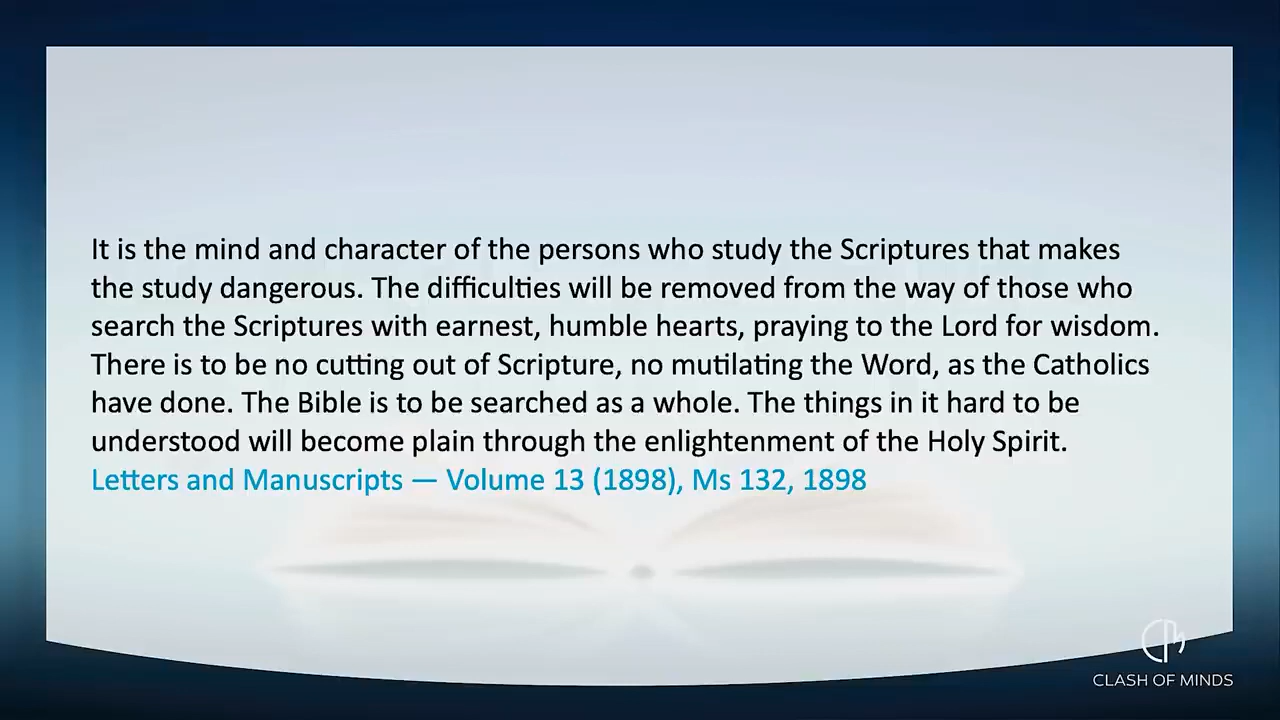 It is the mind and character of the persons who study the Scriptures that makes
the study dangerous. The difficulties will be removed from the way of those who
search the Scriptures with earnest, humble hearts, praying to the Lord for wisdom.
There is to be no cutting out of Scripture, no mutilating the Word, as the Catholics
have done. The Bible is to be searched as a whole. The things in it hard to be
understood will become plain through the enlightenment of the Holy Spirit.
Letters and Manuscripts — Volume 13 (1898), Ms 132, 1898
CLASH OF MINDS